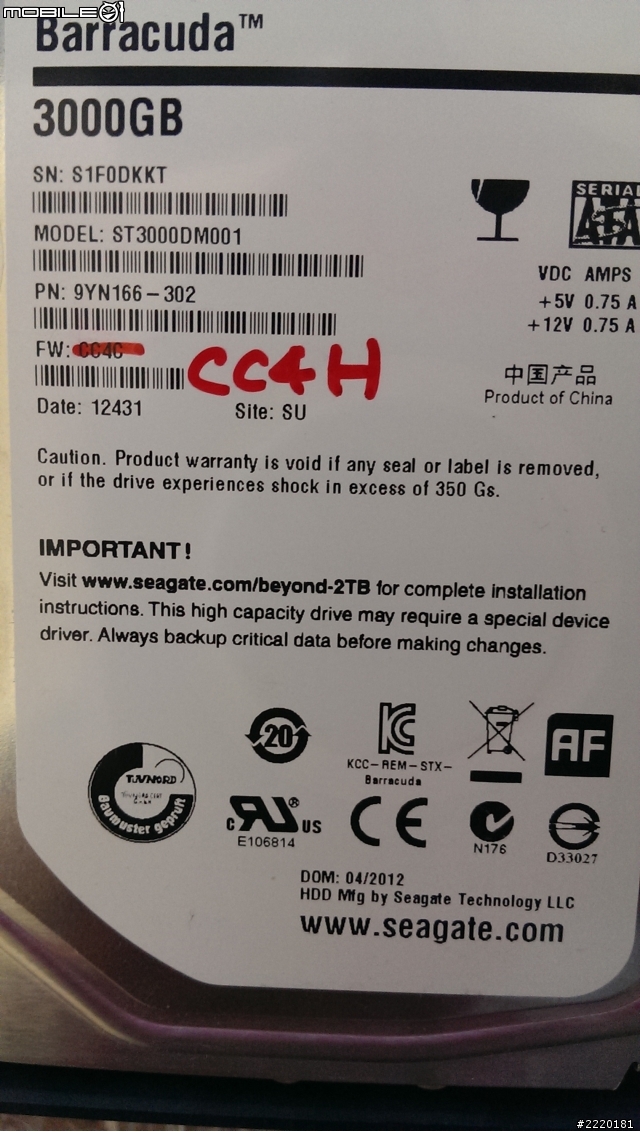 MOBILE01
Barracuda™
3000GB
SN: S1F0DKKT
MODEL: ST3000DM001
PN: 9YN166-302
FW: CC4C CC4H
Date: 12431 Site: SU
SERIAL
ATA
VDC AMPS
+5V 0.75 A
+12V 0.75 A
中国产品
Product of China
Caution. Product warranty is void if any seal or label is removed,
or if the drive experiences shock in excess of 350 Gs.
IMPORTANT!
Visit www.seagate.com/beyond-2TB for complete installation
instructions. This high capacity drive may require a special device
driver. Always backup critical data before making changes.
TÜVNORD
Baumuster geprüft
20
KCC-REM-STX-
Barracuda
AF
c RU® US
E106814
CE
N176
D33027
DOM: 04/2012
HDD Mfg by Seagate Technology LLC
www.seagate.com
#2220181